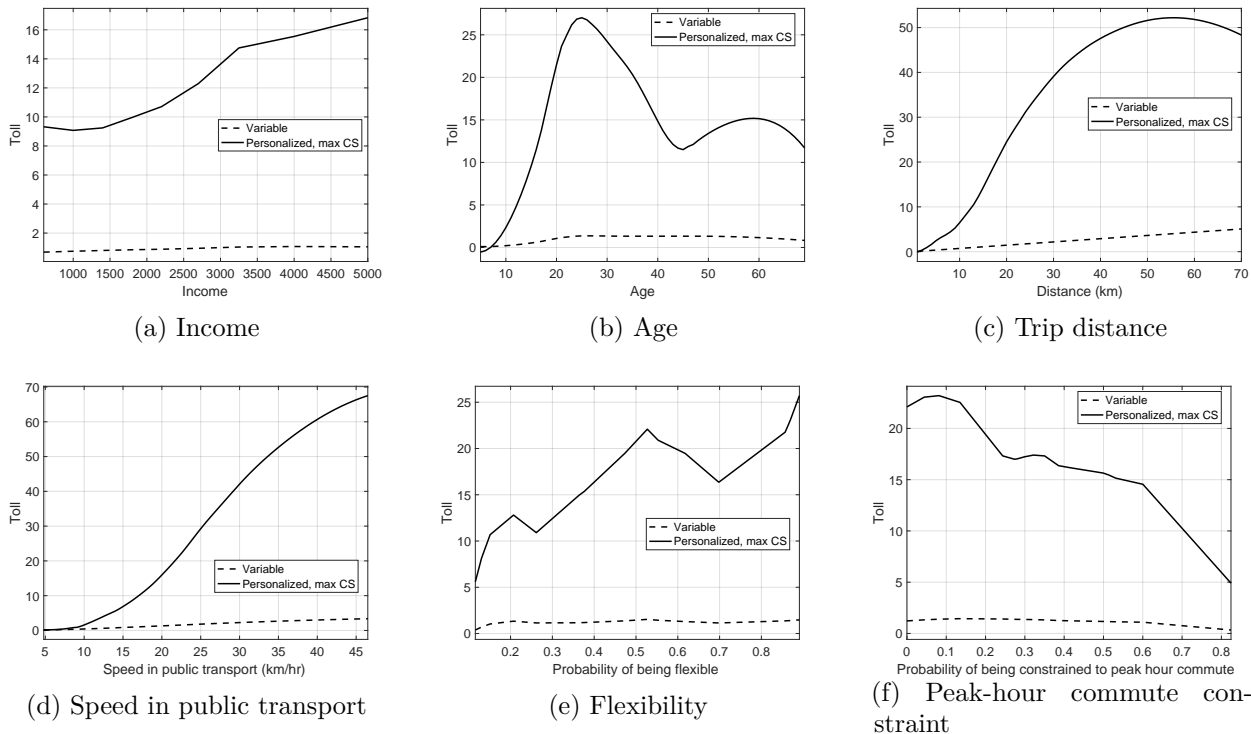 16
14
12
10
8
6
4
2
Toll
Variable
Personalized, max CS
1000 1500 2000 2500 3000 3500 4000 4500 5000
Income
(a) Income
25
20
15
10
5
0
Toll
Variable
Personalized, max CS
10 20 30 40 50 60
Age
(b) Age
50
40
30
20
10
0
Toll
Variable
Personalized, max CS
10 20 30 40 50 60 70
Distance (km)
(c) Trip distance
70
60
50
40
30
20
10
0
Toll
Variable
Personalized, max CS
5 10 15 20 25 30 35 40 45
Speed in public transport (km/hr)
(d) Speed in public transport
25
20
15
10
5
0
Toll
Variable
Personalized, max CS
0.2 0.3 0.4 0.5 0.6 0.7 0.8
Probability of being flexible
(e) Flexibility
20
15
10
5
0
Toll
Variable
Personalized, max CS
0 0.1 0.2 0.3 0.4 0.5 0.6 0.7 0.8
Probability of being constrained to peak hour commute
(f) Peak-hour commute con-
straint